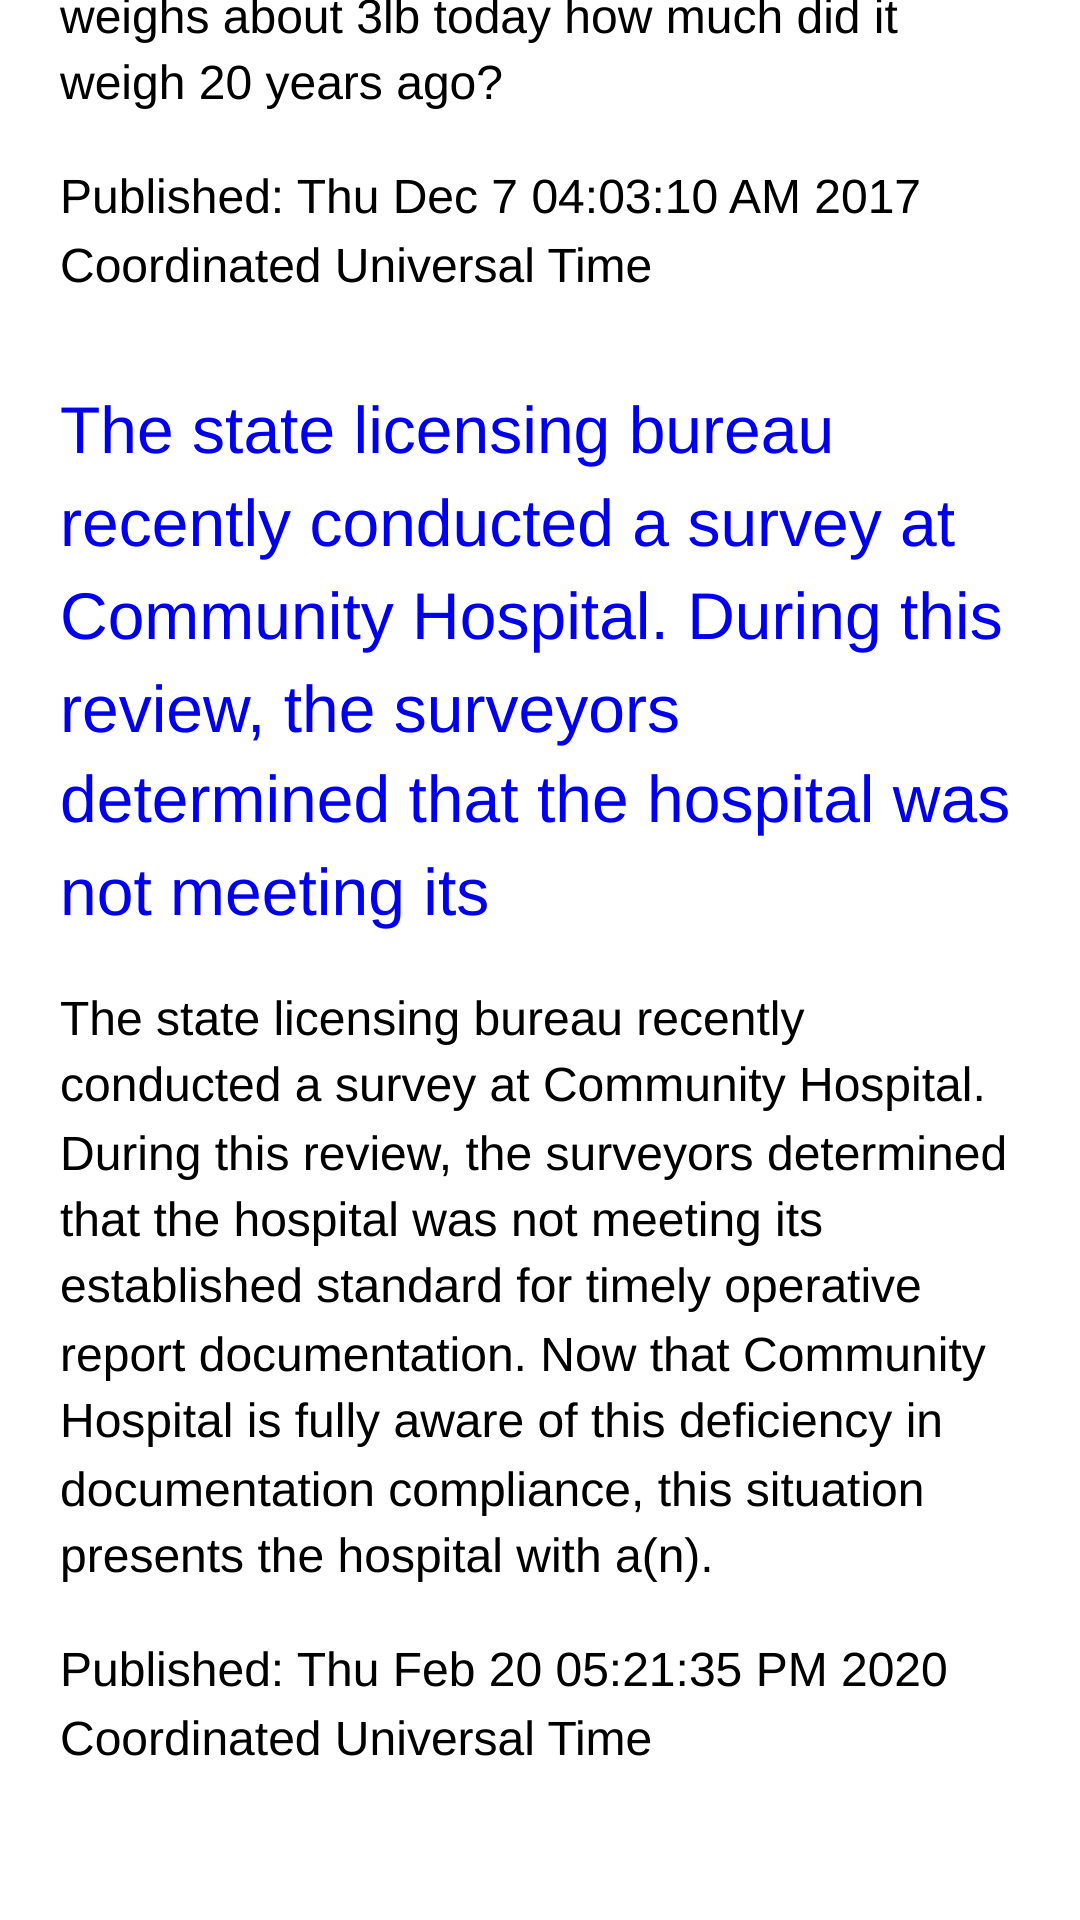 weighs about 3lb today how much did it
weigh 20 years ago?
Published: Thu Dec 7 04:03:10 AM 2017
Coordinated Universal Time
The state licensing bureau
recently conducted a survey at
Community Hospital. During this
review, the surveyors
determined that the hospital was
not meeting its
The state licensing bureau recently
conducted a survey at Community Hospital.
During this review, the surveyors determined
that the hospital was not meeting its
established standard for timely operative
report documentation. Now that Community
Hospital is fully aware of this deficiency in
documentation compliance, this situation
presents the hospital with a(n).
Published: Thu Feb 20 05:21:35 PM 2020
Coordinated Universal Time